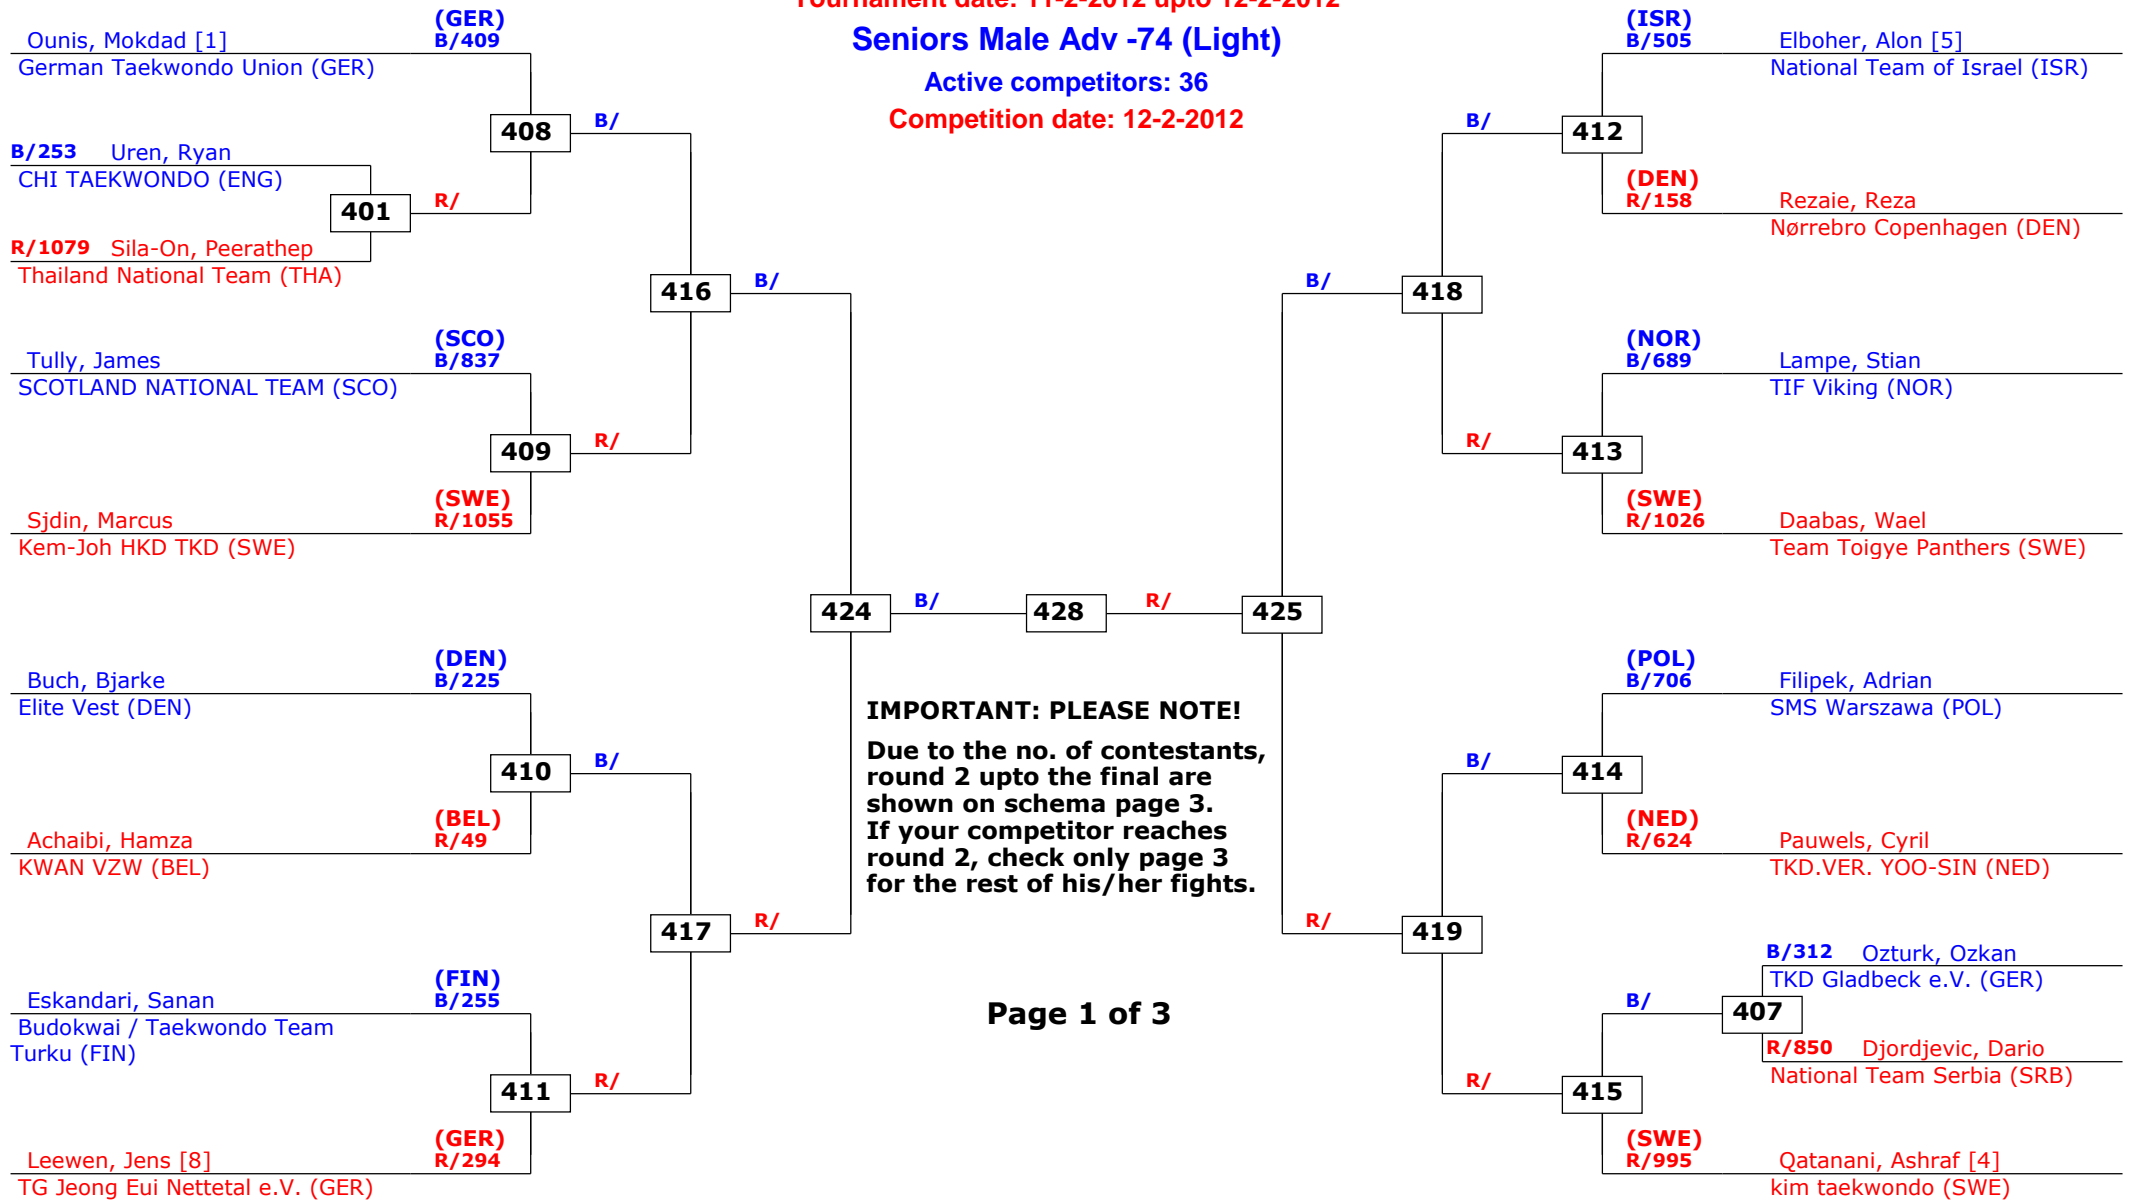 Tournament date: 11-2-2012 upto 12-2-2012
Seniors Male Adv -74 (Light)
Active competitors: 36
Competition date: 12-2-2012
(GER)
Ounis, Mokdad [1] B/409
German Taekwondo Union (GER)
408 B/
B/253 Uren, Ryan
CHI TAEKWONDO (ENG)
401 R/
R/1079 Sila-On, Peerathep
Thailand National Team (THA)
416 B/
(SCO)
Tully, James B/837
SCOTLAND NATIONAL TEAM (SCO)
409 R/
(SWE)
Sjdin, Marcus R/1055
Kem-Joh HKD TKD (SWE)
424 B/ 428 R/ 425
(DEN)
Buch, Bjarke B/225
Elite Vest (DEN)
410 B/
(BEL)
Achaibi, Hamza R/49
KWAN VZW (BEL)
417 R/
(FIN)
Eskandari, Sanan B/255
Budokwai / Taekwondo Team
Turku (FIN)
411 R/
(GER)
Leewen, Jens [8] R/294
TG Jeong Eui Nettetal e.V. (GER)
IMPORTANT: PLEASE NOTE!
Due to the no. of contestants,
round 2 upto the final are
shown on schema page 3.
If your competitor reaches
round 2, check only page 3
for the rest of his/her fights.
Page 1 of 3
(ISR)
B/505 Elboher, Alon [5]
National Team of Israel (ISR)
B/ 412
(DEN)
R/158 Rezaie, Reza
Nørrebro Copenhagen (DEN)
B/ 418
(NOR)
B/689 Lampe, Stian
TIF Viking (NOR)
R/ 413
(SWE)
R/1026 Daabas, Wael
Team Toigye Panthers (SWE)
(POL)
B/706 Filipek, Adrian
SMS Warszawa (POL)
B/ 414
(NED)
R/624 Pauwels, Cyril
TKD.VER. YOO-SIN (NED)
R/ 419
B/312 Ozturk, Ozkan
TKD Gladbeck e.V. (GER)
B/ 407
R/850 Djordjevic, Dario
National Team Serbia (SRB)
R/ 415
(SWE)
R/995 Qatanani, Ashraf [4]
kim taekwondo (SWE)